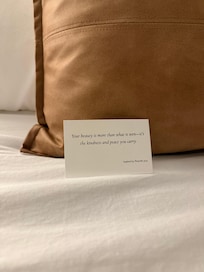 Your beauty is more than what is seen—it's
the kindness and peace you carry.